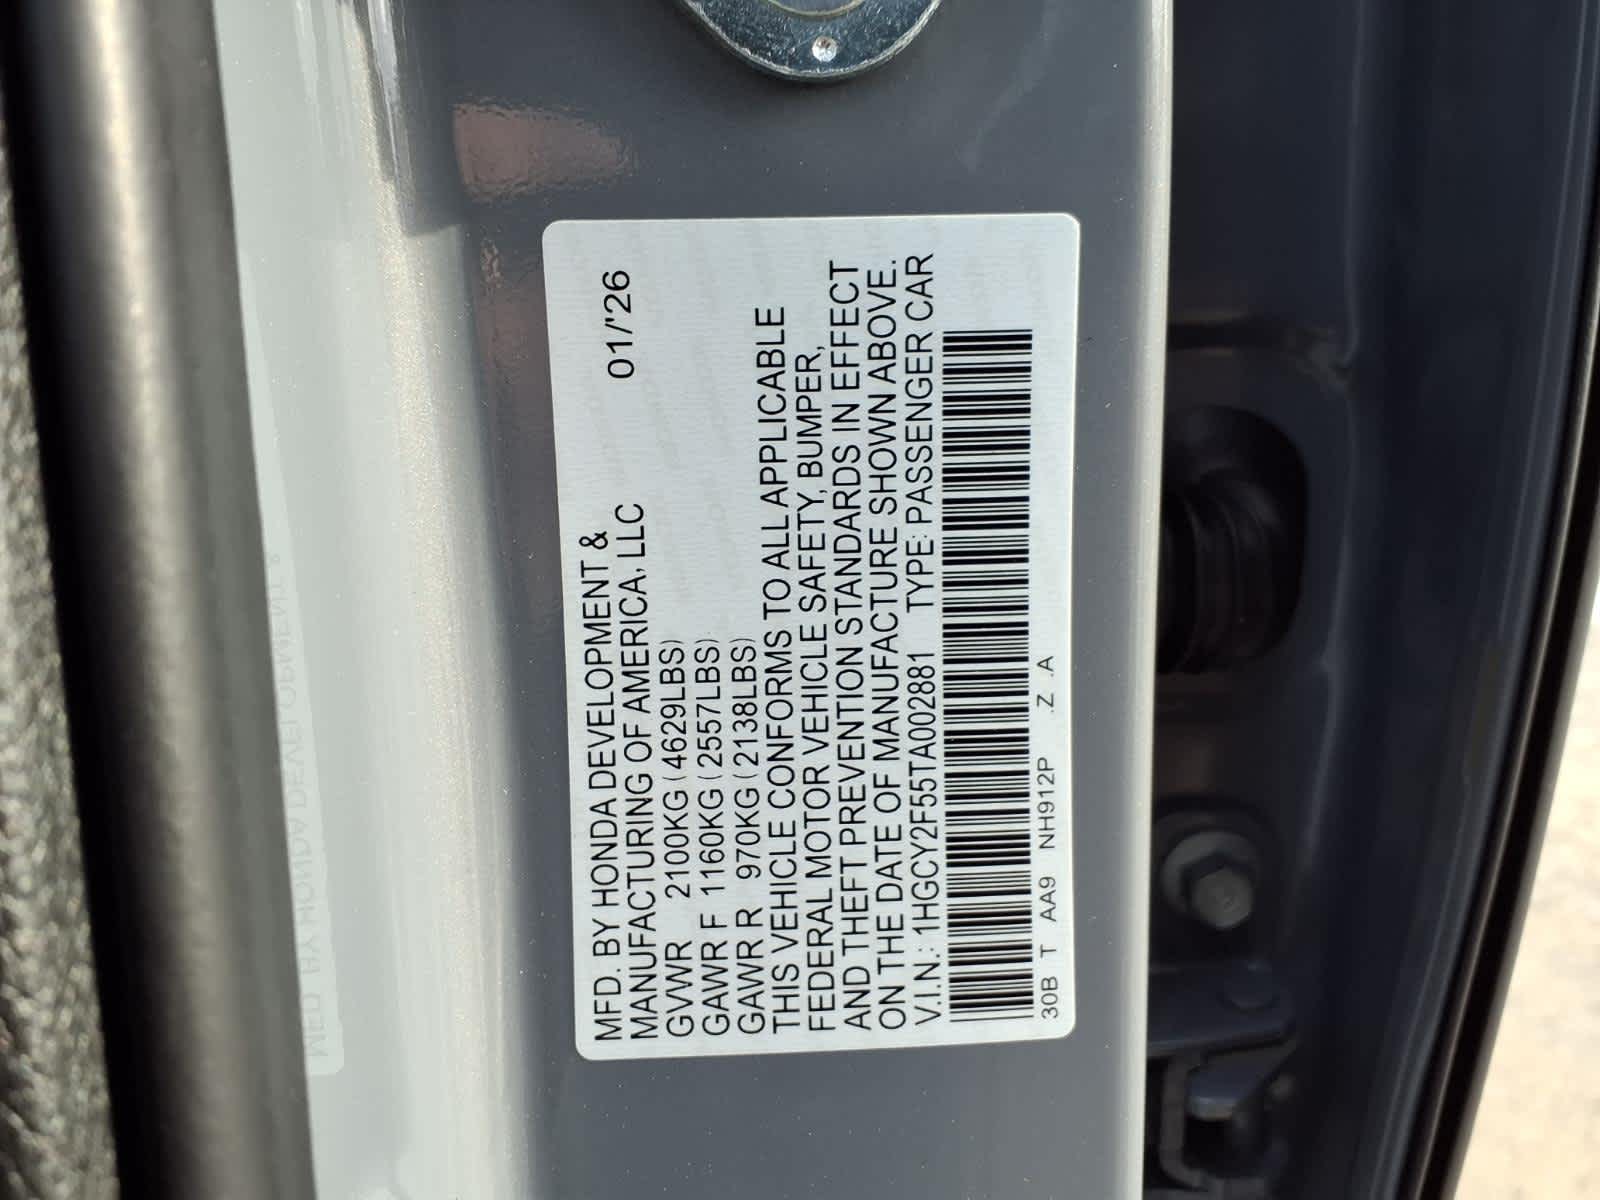 MFD. BY HONDA DEVELOPMENT &
MANUFACTURING OF AMERICA, LLC 01/'26
GVWR 2100KG (4629LBS)
GAWR F 1160KG (2557LBS)
GAWR R 970KG (2138LBS)
THIS VEHICLE CONFORMS TO ALL APPLICABLE
FEDERAL MOTOR VEHICLE SAFETY, BUMPER,
AND THEFT PREVENTION STANDARDS IN EFFECT
ON THE DATE OF MANUFACTURE SHOWN ABOVE.
V.I.N.: 1HGCY2F55TA002881 TYPE: PASSENGER CAR
30B T AA9 NH912P .Z .A